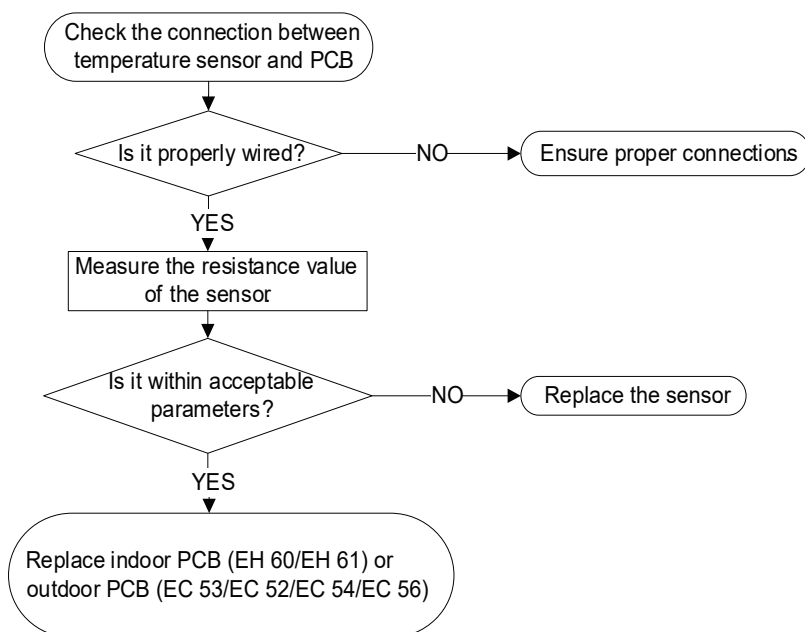 Check the connection between
temperature sensor and PCB.
Is it properly wired?
NO
Ensure proper connections.
YES
Measure the resistance value
of the sensor.
Is it within acceptable
parameters?
NO
Replace the sensor
YES
Replace indoor PCB (EH 60/EH 61) or
outdoor PCB (EC 53/EC 52/EC 54/EC 56)